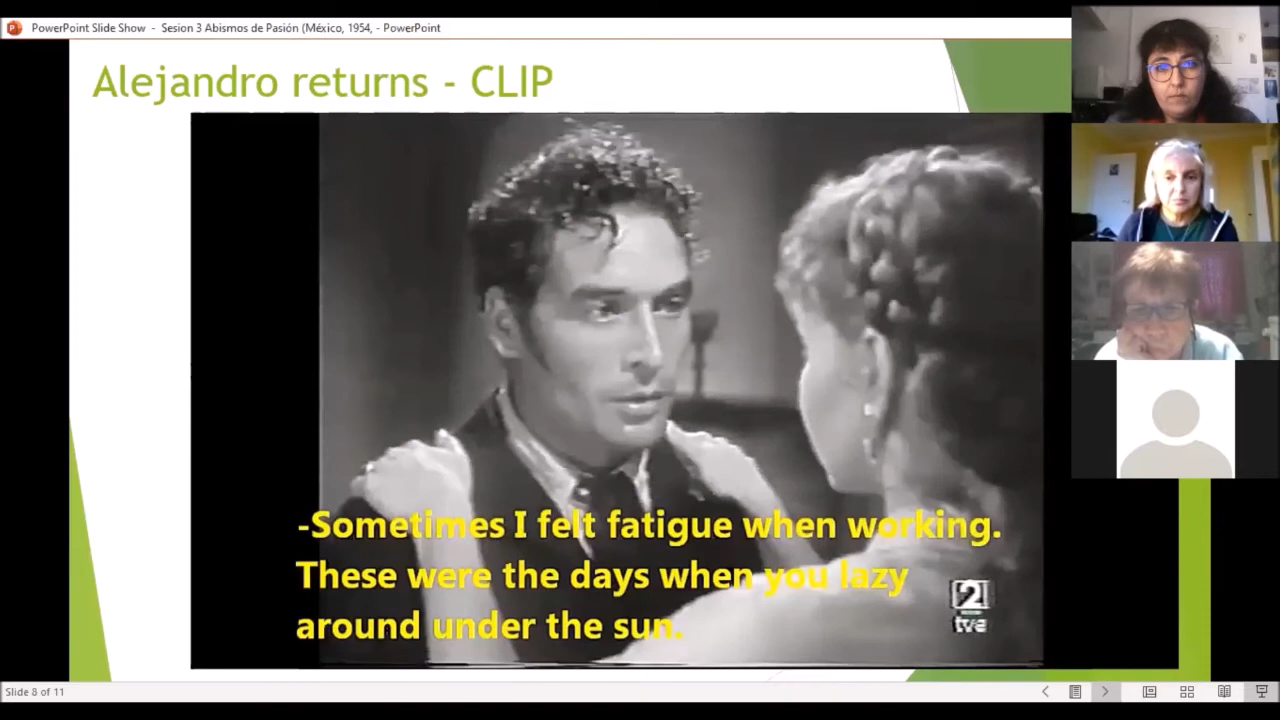 PowerPoint Slide Show - Sesion 3 Abismos de Pasión (México, 1954, - PowerPoint
Alejandro returns - CLIP
-Sometimes I felt fatigue when working.
These were the days when you lazy
around under the sun.
2
tve
Slide 8 of 11